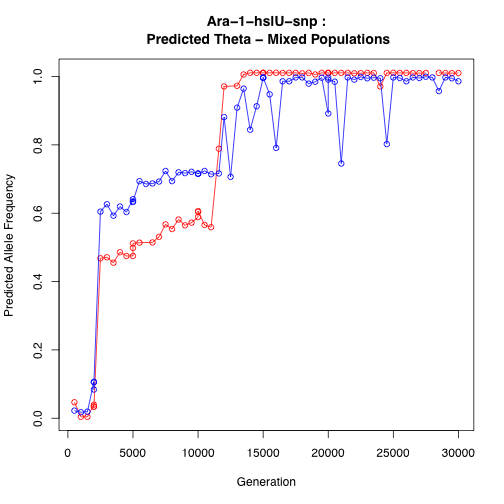 Ara−1−hslU−snp :
Predicted Theta − Mixed Populations
Predicted Allele Frequency
1.0
0.8
0.6
0.4
0.2
0.0
0 5000 10000 15000 20000 25000 30000
Generation